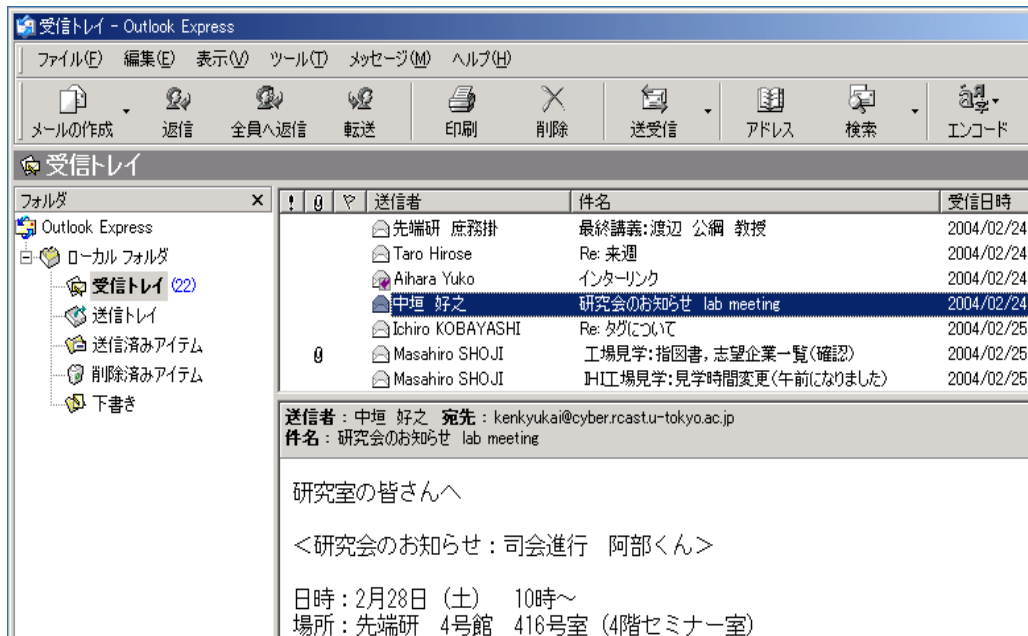 受信トレイ - Outlook Express
ファイル(F) 編集(E) 表示(V) ツール(T) メッセージ(M) ヘルプ(H)
メールの作成 返信 全員へ返信 転送 印刷 削除 送受信 アドレス 検索 エンコード
受信トレイ
フォルダ
Outlook Express
ローカル フォルダ
受信トレイ (22)
送信トレイ
送信済みアイテム
削除済みアイテム
下書き
! 送信者 件名 受信日時
先端研 庶務掛 最終講義:渡辺 公綱 教授 2004/02/24
Taro Hirose Re: 来週 2004/02/24
Aihara Yuko インターリンク 2004/02/24
中垣 好之 研究会のお知らせ lab meeting 2004/02/24
Ichiro KOBAYASHI Re: タグについて 2004/02/25
Masahiro SHOJI 工場見学:指図書，志望企業一覧(確認) 2004/02/25
Masahiro SHOJI IHI工場見学:見学時間変更(午前になりました) 2004/02/25
送信者：中垣 好之 宛先：kenkyukai@cyber.rcast.u-tokyo.ac.jp
件名：研究会のお知らせ lab meeting
研究室の皆さんへ
＜研究会のお知らせ：司会進行 阿部くん＞
日時：2月28日（土） 10時～
場所：先端研 4号館 416号室（4階セミナー室）